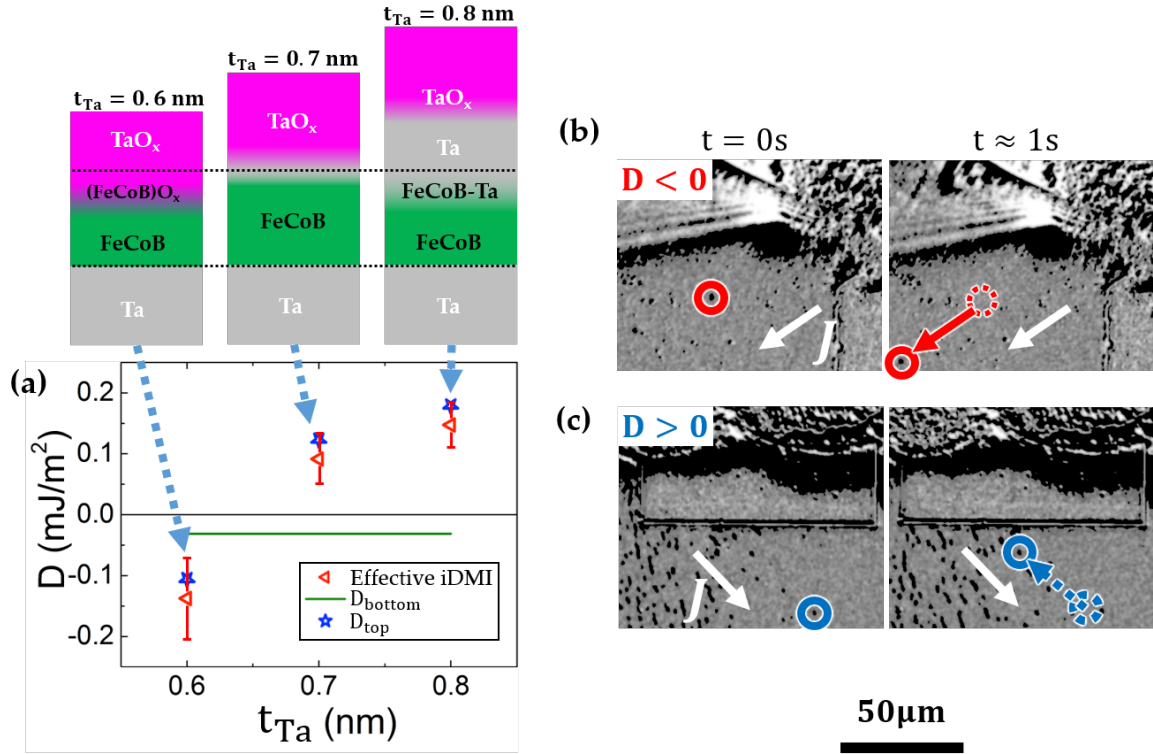 t_Ta = 0.6 nm
t_Ta = 0.7 nm
t_Ta = 0.8 nm
TaO_x
(FeCoB)O_x
FeCoB
Ta
TaO_x
FeCoB
Ta
TaO_x
Ta
FeCoB-Ta
FeCoB
Ta
(a)
D (mJ/m²)
0.2
0.1
0.0
-0.1
-0.2
Effective iDMI
D_bottom
D_top
0.6 0.7 0.8
t_Ta (nm)
(b)
t = 0s t ≈ 1s
D < 0
J
(c)
D > 0
J
50μm